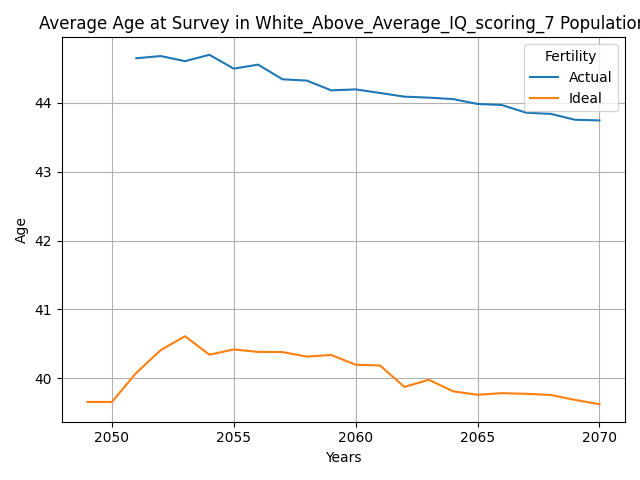 Average Age at Survey in White_Above_Average_IQ_scoring_7 Population
Fertility
Actual
Ideal
Age
44
43
42
41
40
2050
2055
2060
2065
2070
Years